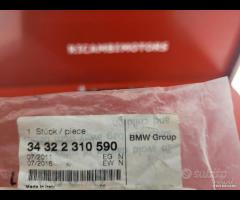 RICAMBIMOTORS
1 Stück / piece
BMW Group
34 32 2 310 590
07/2011 EG N
07/2016 EW N
Made in Italy